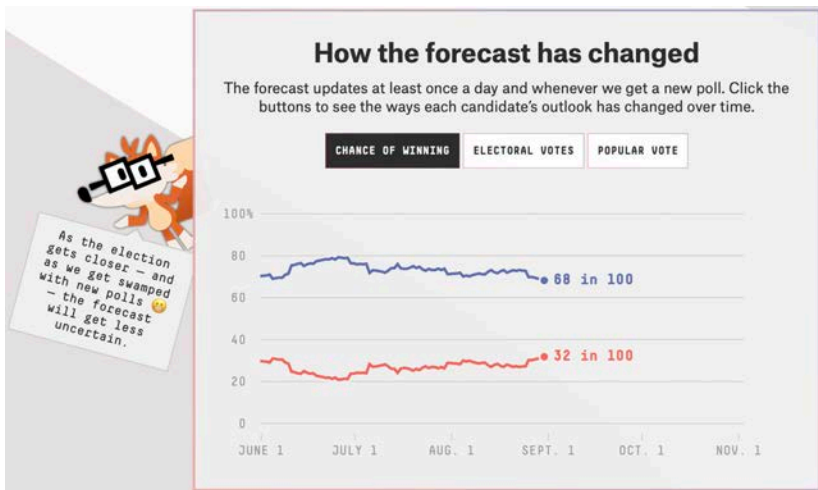 How the forecast has changed
The forecast updates at least once a day and whenever we get a new poll. Click the
buttons to see the ways each candidate's outlook has changed over time.
CHANCE OF WINNING
ELECTORAL VOTES
POPULAR VOTE
As the election
gets closer — and
as we get swamped
with new polls 🤭
— the forecast
will get less
uncertain.
100%
80
60
40
20
0
68 in 100
32 in 100
JUNE 1
JULY 1
AUG. 1
SEPT. 1
OCT. 1
NOV. 1